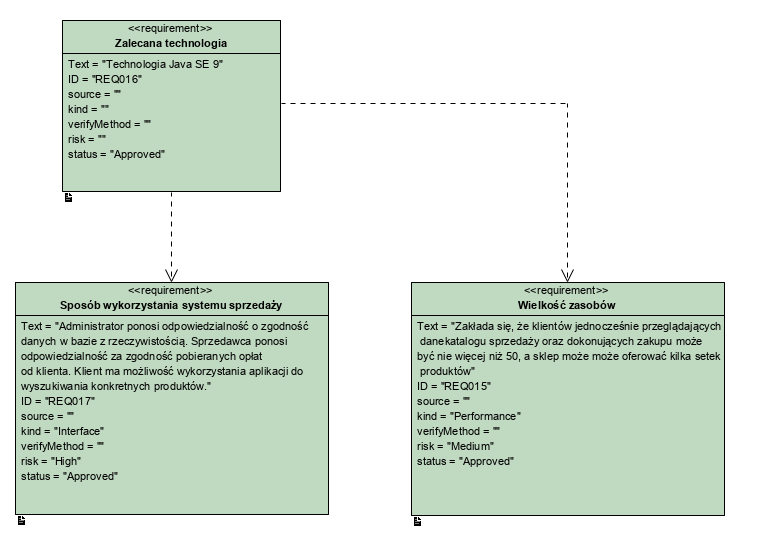 <<requirement>>
Zalecana technologia
Text = "Technologia Java SE 9"
ID = "REQ016"
source = ""
kind = ""
verifyMethod = ""
risk = ""
status = "Approved"
<<requirement>>
Sposób wykorzystania systemu sprzedaży
Text = "Administrator ponosi odpowiedzialność o zgodność
danych w bazie z rzeczywistością. Sprzedawca ponosi
odpowiedzialność za zgodność pobieranych opłat
od klienta. Klient ma możliwość wykorzystania aplikacji do
wyszukiwania konkretnych produktów."
ID = "REQ017"
source = ""
kind = "Interface"
verifyMethod = ""
risk = "High"
status = "Approved"
<<requirement>>
Wielkość zasobów
Text = "Zakłada się, że klientów jednocześnie przeglądających
danekatalogu sprzedaży oraz dokonujących zakupu może
być nie więcej niż 50, a sklep może może oferować kilka setek
produktów"
ID = "REQ015"
source = ""
kind = "Performance"
verifyMethod = ""
risk = "Medium"
status = "Approved"